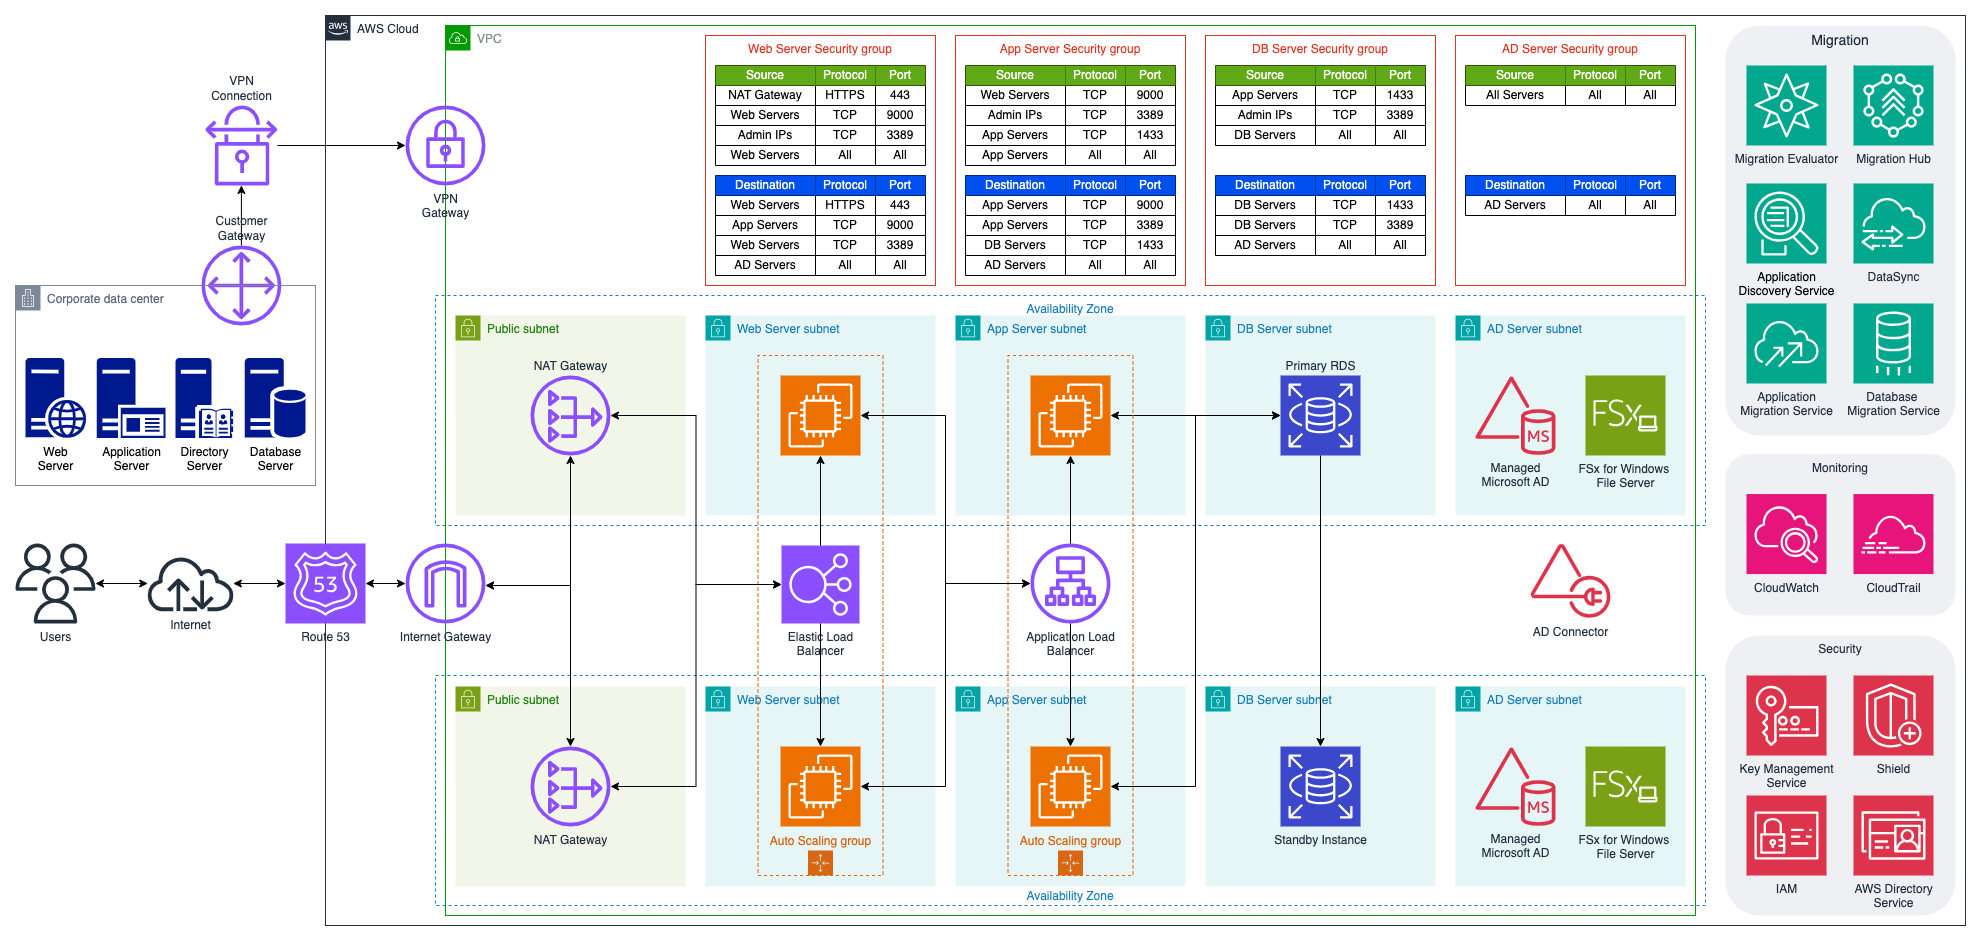 aws
AWS Cloud
VPC
VPN
Connection
VPN
Gateway
Customer
Gateway
Corporate data center
Web
Server
Application
Server
Directory
Server
Database
Server
Users
Internet
53
Route 53
Internet Gateway
Web Server Security group
Source Protocol Port
NAT Gateway HTTPS 443
Web Servers TCP 9000
Admin IPs TCP 3389
Web Servers All All
Destination Protocol Port
Web Servers HTTPS 443
App Servers TCP 9000
Web Servers TCP 3389
AD Servers All All
App Server Security group
Source Protocol Port
Web Servers TCP 9000
Admin IPs TCP 3389
App Servers TCP 1433
App Servers All All
Destination Protocol Port
App Servers TCP 9000
App Servers TCP 3389
DB Servers TCP 1433
AD Servers All All
DB Server Security group
Source Protocol Port
App Servers TCP 1433
Admin IPs TCP 3389
DB Servers All All
Destination Protocol Port
DB Servers TCP 1433
DB Servers TCP 3389
AD Servers All All
AD Server Security group
Source Protocol Port
All Servers All All
Destination Protocol Port
AD Servers All All
Availability Zone
Public subnet
NAT Gateway
Web Server subnet
App Server subnet
DB Server subnet
Primary RDS
AD Server subnet
MS
Managed
Microsoft AD
FSx
FSx for Windows
File Server
Elastic Load
Balancer
Application Load
Balancer
AD Connector
Public subnet
NAT Gateway
Web Server subnet
Auto Scaling group
App Server subnet
Auto Scaling group
DB Server subnet
Standby Instance
AD Server subnet
MS
Managed
Microsoft AD
FSx
FSx for Windows
File Server
Availability Zone
Migration
Migration Evaluator
Migration Hub
Application
Discovery Service
DataSync
Application
Migration Service
Database
Migration Service
Monitoring
CloudWatch
CloudTrail
Security
Key Management
Service
Shield
IAM
AWS Directory
Service